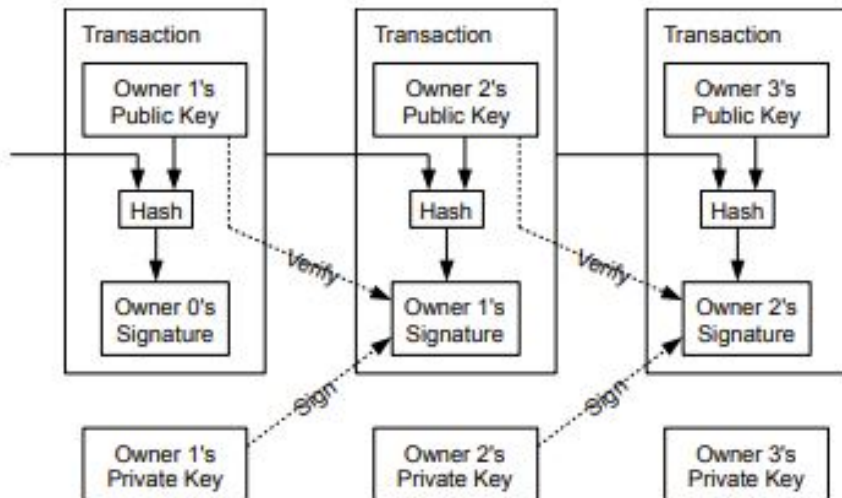 Transaction
Owner 1's
Public Key
Hash
Verify
Owner 0's
Signature
Sign
Owner 1's
Private Key
Transaction
Owner 2's
Public Key
Hash
Verify
Owner 1's
Signature
Sign
Owner 2's
Private Key
Transaction
Owner 3's
Public Key
Hash
Owner 2's
Signature
Owner 3's
Private Key